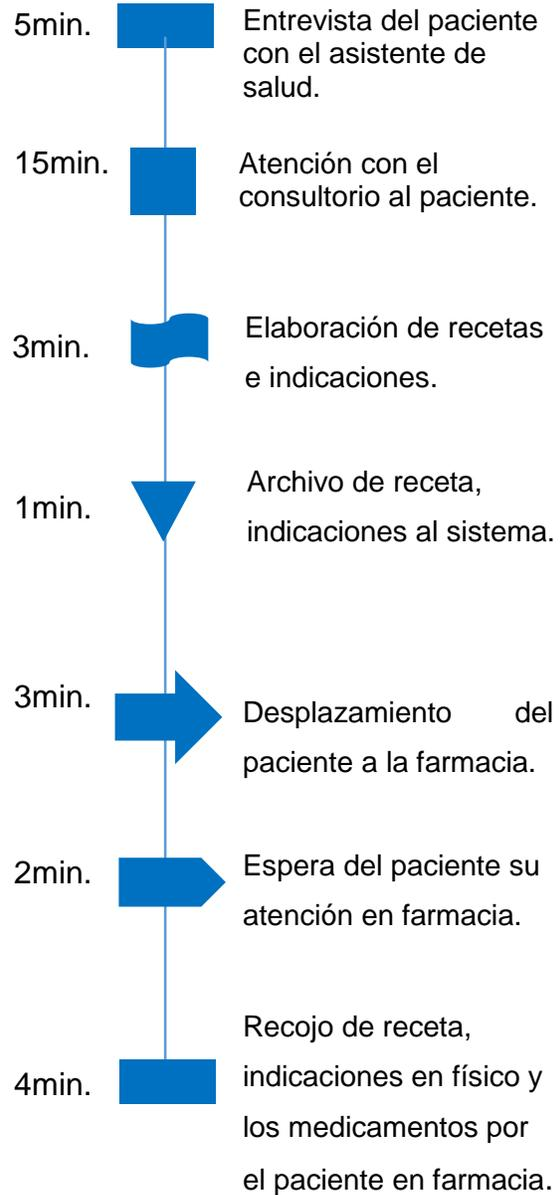 5min.
Entrevista del paciente
con el asistente de
salud.
15min.
Atención con el
consultorio al paciente.
3min.
Elaboración de recetas
e indicaciones.
1min.
Archivo de receta,
indicaciones al sistema.
3min.
Desplazamiento del
paciente a la farmacia.
2min.
Espera del paciente su
atención en farmacia.
4min.
Recojo de receta,
indicaciones en físico y
los medicamentos por
el paciente en farmacia.